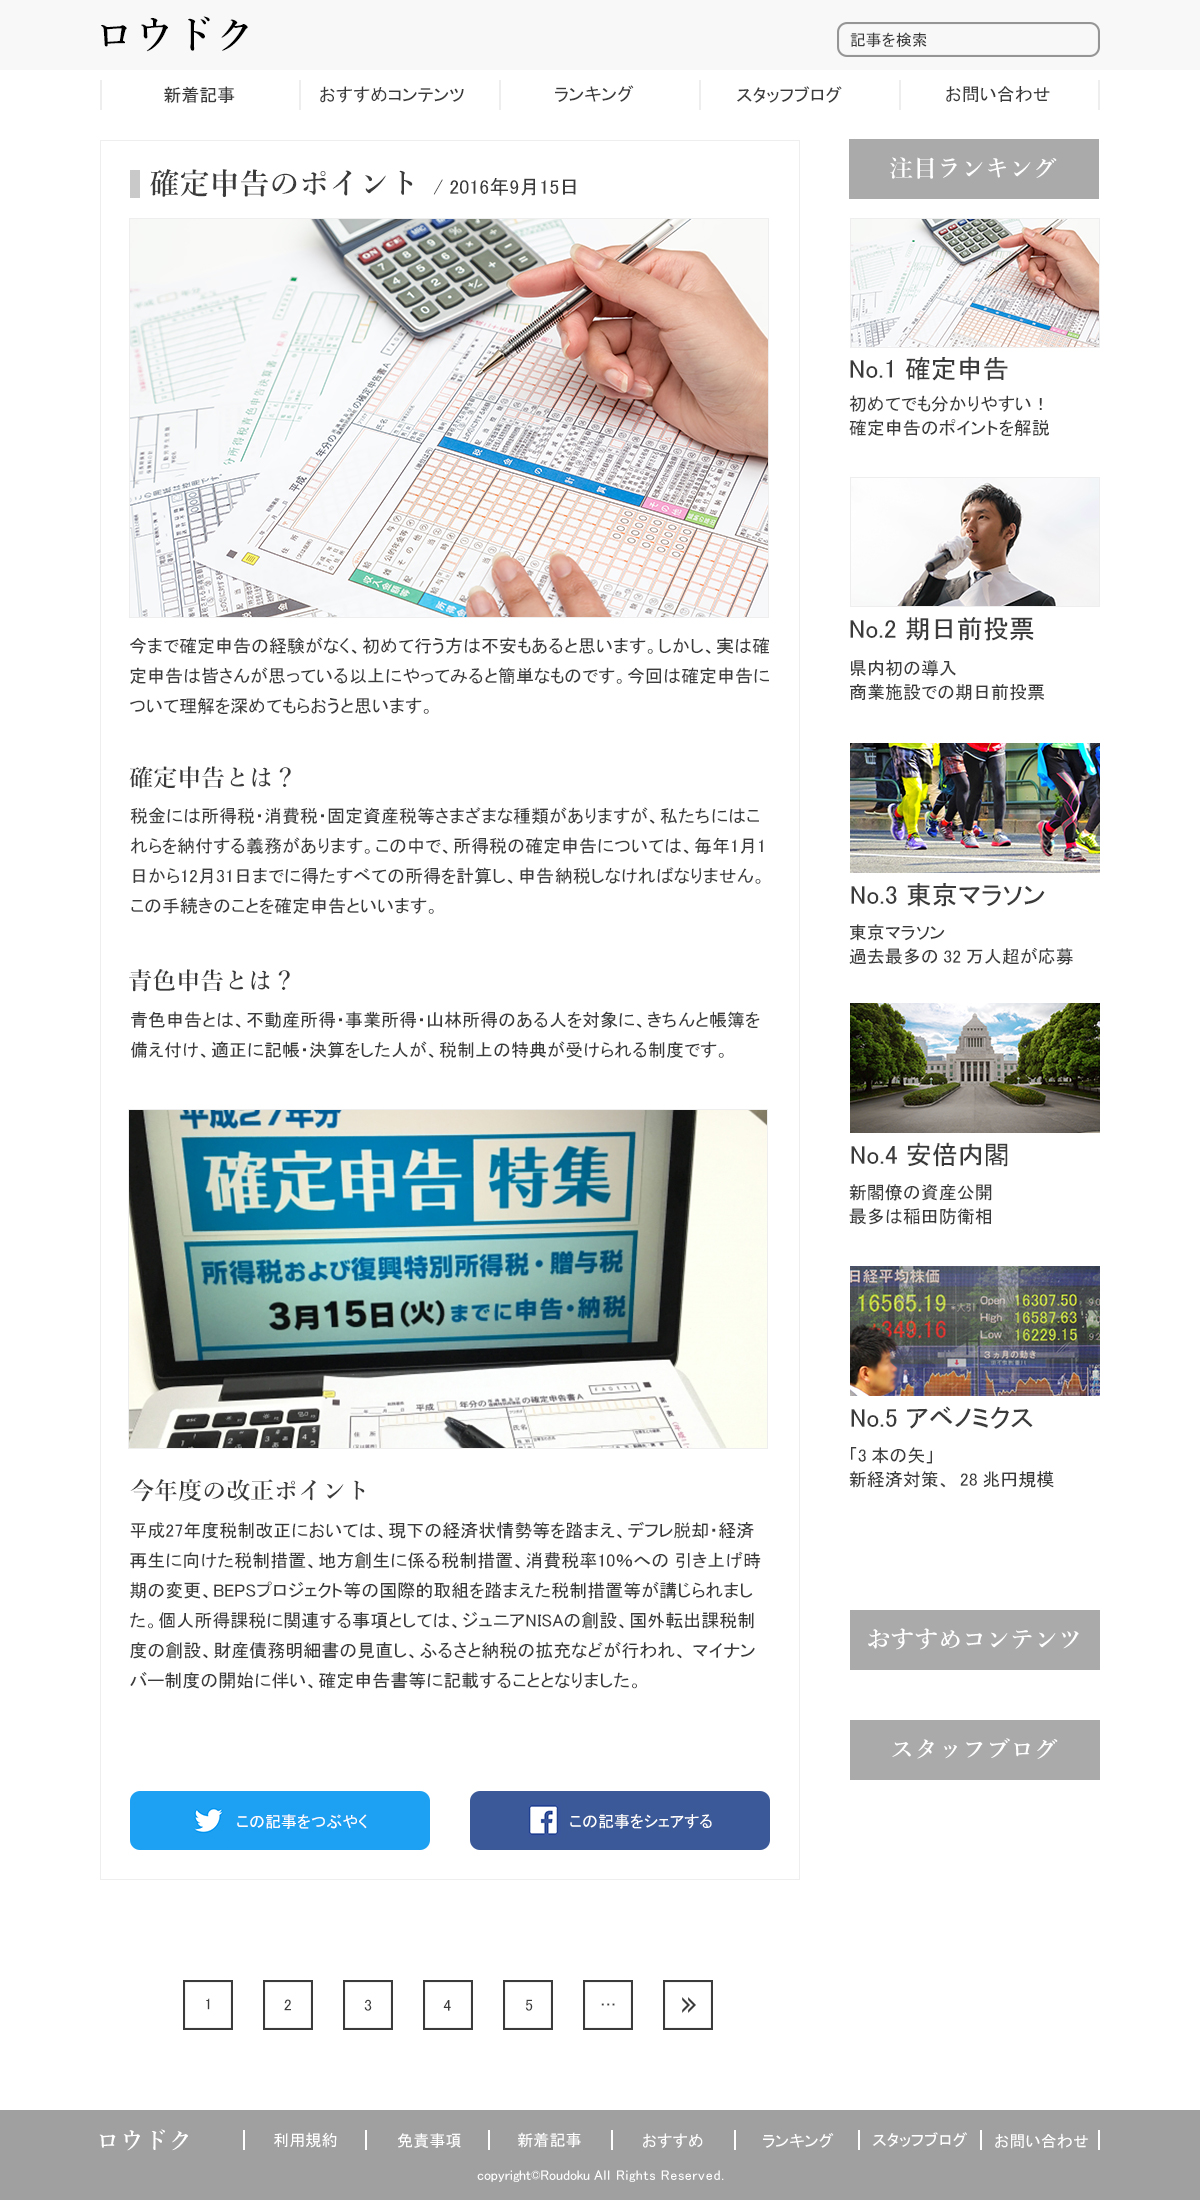 ロウドク
記事を検索
新着記事
おすすめコンテンツ
ランキング
スタッフブログ
お問い合わせ
確定申告のポイント / 2016年9月15日
今まで確定申告の経験がなく、初めて行う方は不安もあると思います。しかし、実は確
定申告は皆さんが思っている以上にやってみると簡単なものです。今回は確定申告に
ついて理解を深めてもらおうと思います。
確定申告とは？
税金には所得税・消費税・固定資産税等さまざまな種類がありますが、私たちにはこ
れらを納付する義務があります。この中で、所得税の確定申告については、毎年1月1
日から12月31日までに得たすべての所得を計算し、申告納税しなければなりません。
この手続きのことを確定申告といいます。
青色申告とは？
青色申告とは、不動産所得・事業所得・山林所得のある人を対象に、きちんと帳簿を
備え付け、適正に記帳・決算をした人が、税制上の特典が受けられる制度です。
平成27年分
確定申告 特集
所得税および復興特別所得税・贈与税
3月15日(火)までに申告・納税
今年度の改正ポイント
平成27年度税制改正においては、現下の経済状情勢等を踏まえ、デフレ脱却・経済
再生に向けた税制措置、地方創生に係る税制措置、消費税率10%への 引き上げ時
期の変更、BEPSプロジェクト等の国際的取組を踏まえた税制措置等が講じられまし
た。個人所得課税に関連する事項としては、ジュニアNISAの創設、国外転出課税制
度の創設、財産債務明細書の見直し、ふるさと納税の拡充などが行われ、 マイナン
バー制度の開始に伴い、確定申告書等に記載することとなりました。
この記事をつぶやく
この記事をシェアする
1
2
3
4
5
…
»
注目ランキング
No.1 確定申告
初めてでも分かりやすい！
確定申告のポイントを解説
No.2 期日前投票
県内初の導入
商業施設での期日前投票
No.3 東京マラソン
東京マラソン
過去最多の 32 万人超が応募
No.4 安倍内閣
新閣僚の資産公開
最多は稲田防衛相
日経平均株価
16565.19
349.16
Open 16307.50
High 16587.63
Low 16229.15
3ヵ月の動き
No.5 アベノミクス
「3 本の矢」
新経済対策、 28 兆円規模
おすすめコンテンツ
スタッフブログ
ロウドク
利用規約
免責事項
新着記事
おすすめ
ランキング
スタッフブログ
お問い合わせ
copyright©Roudoku All Rights Reserved.